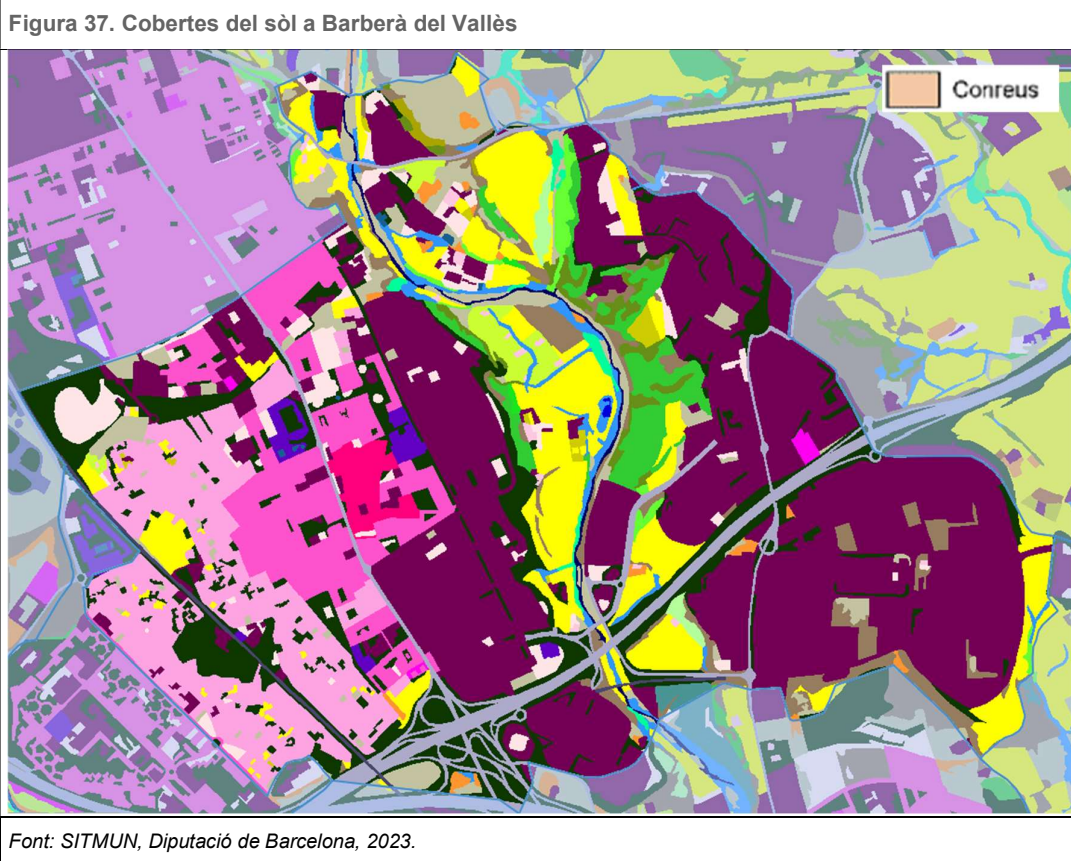 Figura 37. Cobertes del sòl a Barberà del Vallès
Conreus
Font: SITMUN, Diputació de Barcelona, 2023.